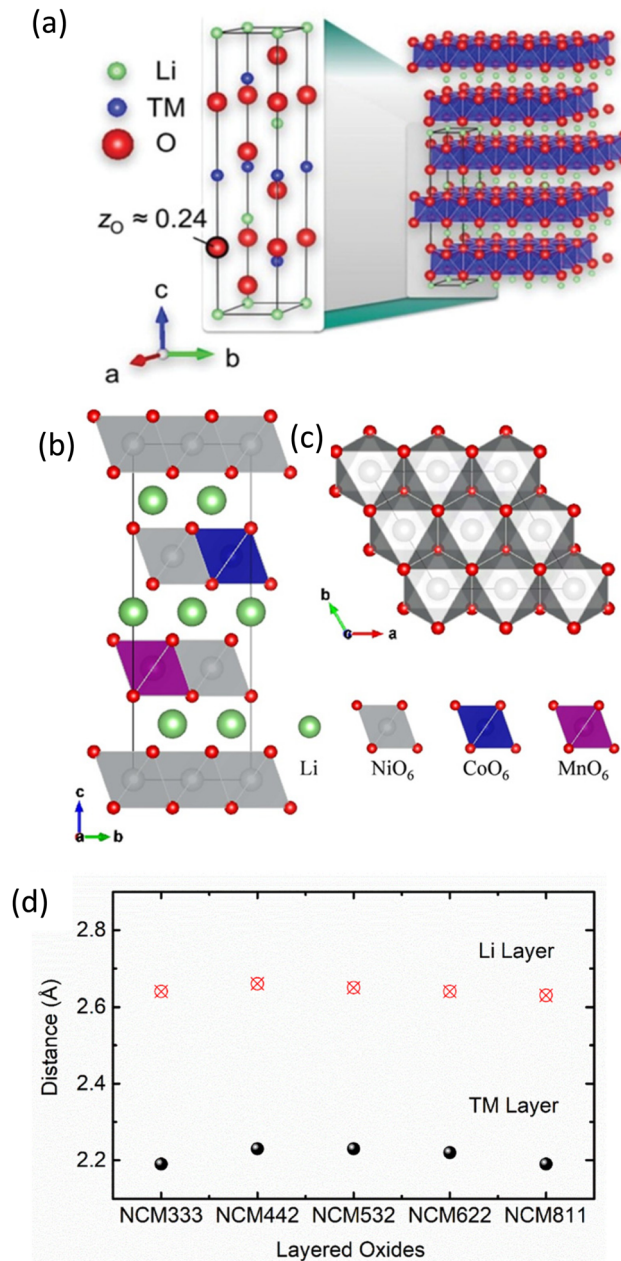 (a)
Li
TM
O
zO ≈ 0.24
c
a
b
(b)
(c)
b
c
a
Li
NiO6
CoO6
MnO6
c
a
b
(d)
2.8
2.6
2.4
2.2
Distance (Å)
Li Layer
TM Layer
NCM333 NCM442 NCM532 NCM622 NCM811
Layered Oxides